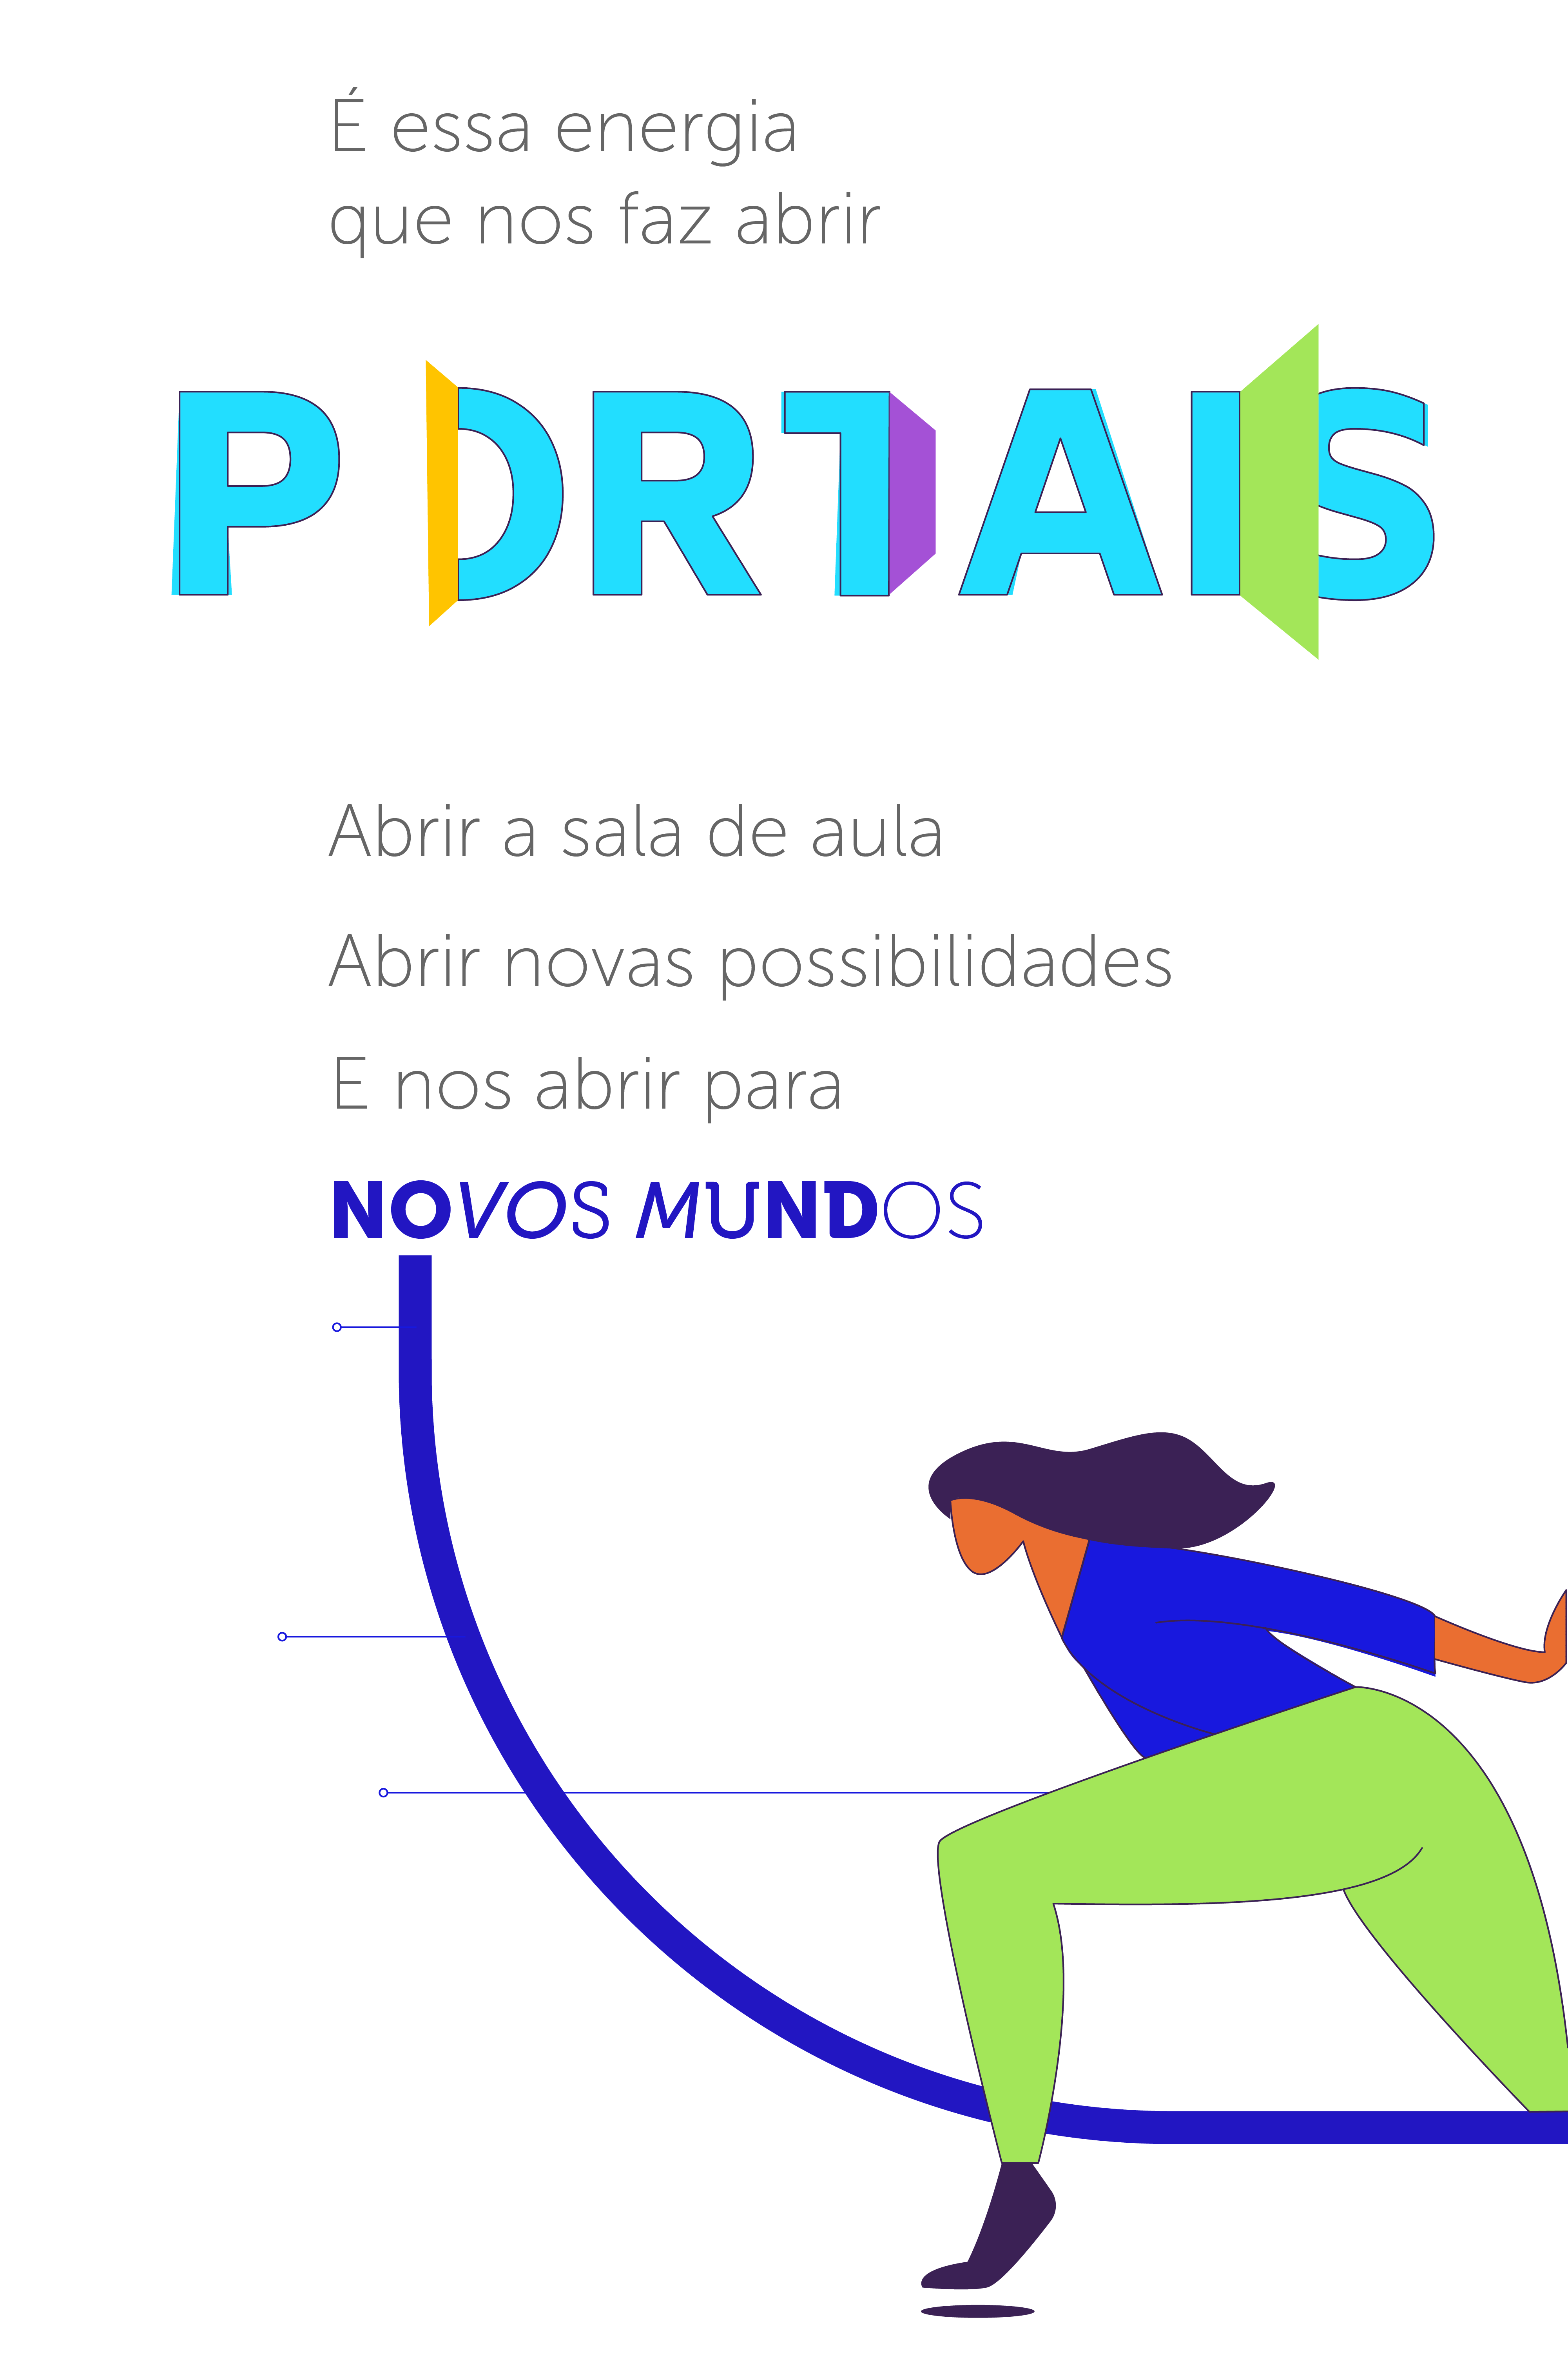 É essa energia
que nos faz abrir
PORTAIS
Abrir a sala de aula
Abrir novas possibilidades
E nos abrir para
NOVOS MUNDOS